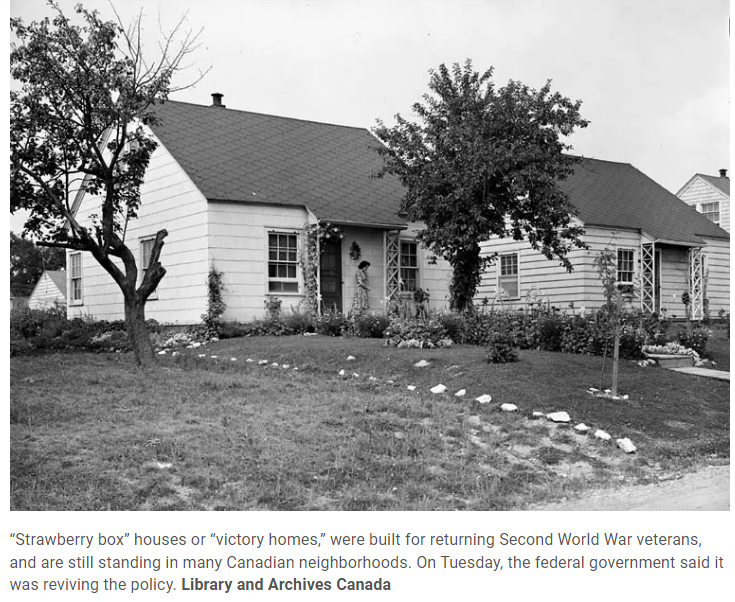 “Strawberry box” houses or “victory homes,” were built for returning Second World War veterans,
and are still standing in many Canadian neighborhoods. On Tuesday, the federal government said it
was reviving the policy. Library and Archives Canada